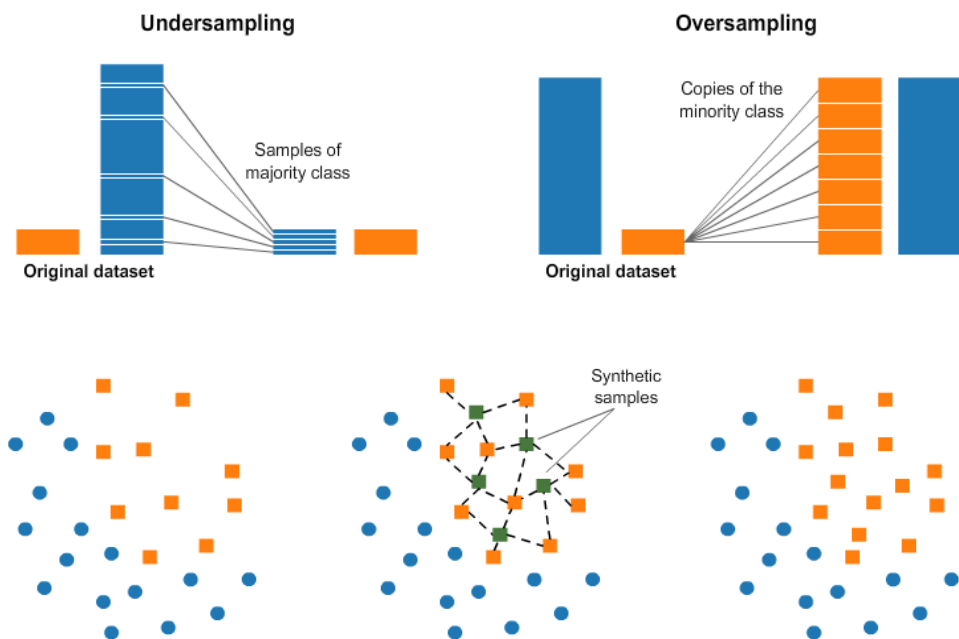 Undersampling
Oversampling
Samples of
majority class
Copies of the
minority class
Original dataset
Original dataset
Synthetic
samples